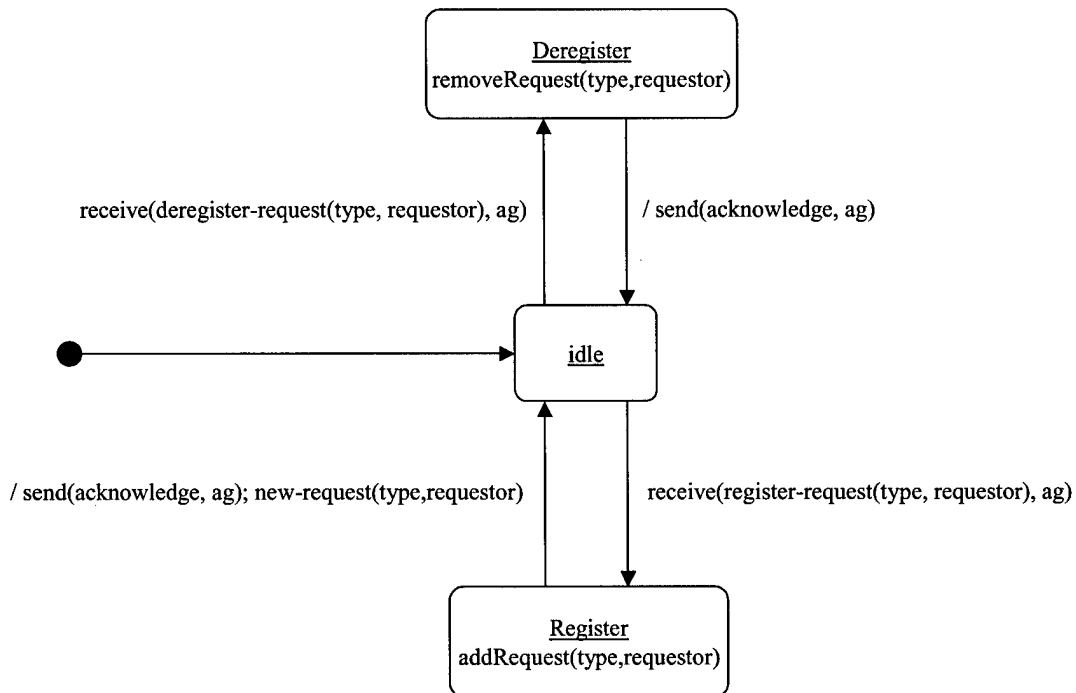 Deregister
removeRequest(type,requestor)
receive(deregister-request(type, requestor), ag)
/ send(acknowledge, ag)
idle
/ send(acknowledge, ag); new-request(type,requestor)
receive(register-request(type, requestor), ag)
Register
addRequest(type,requestor)